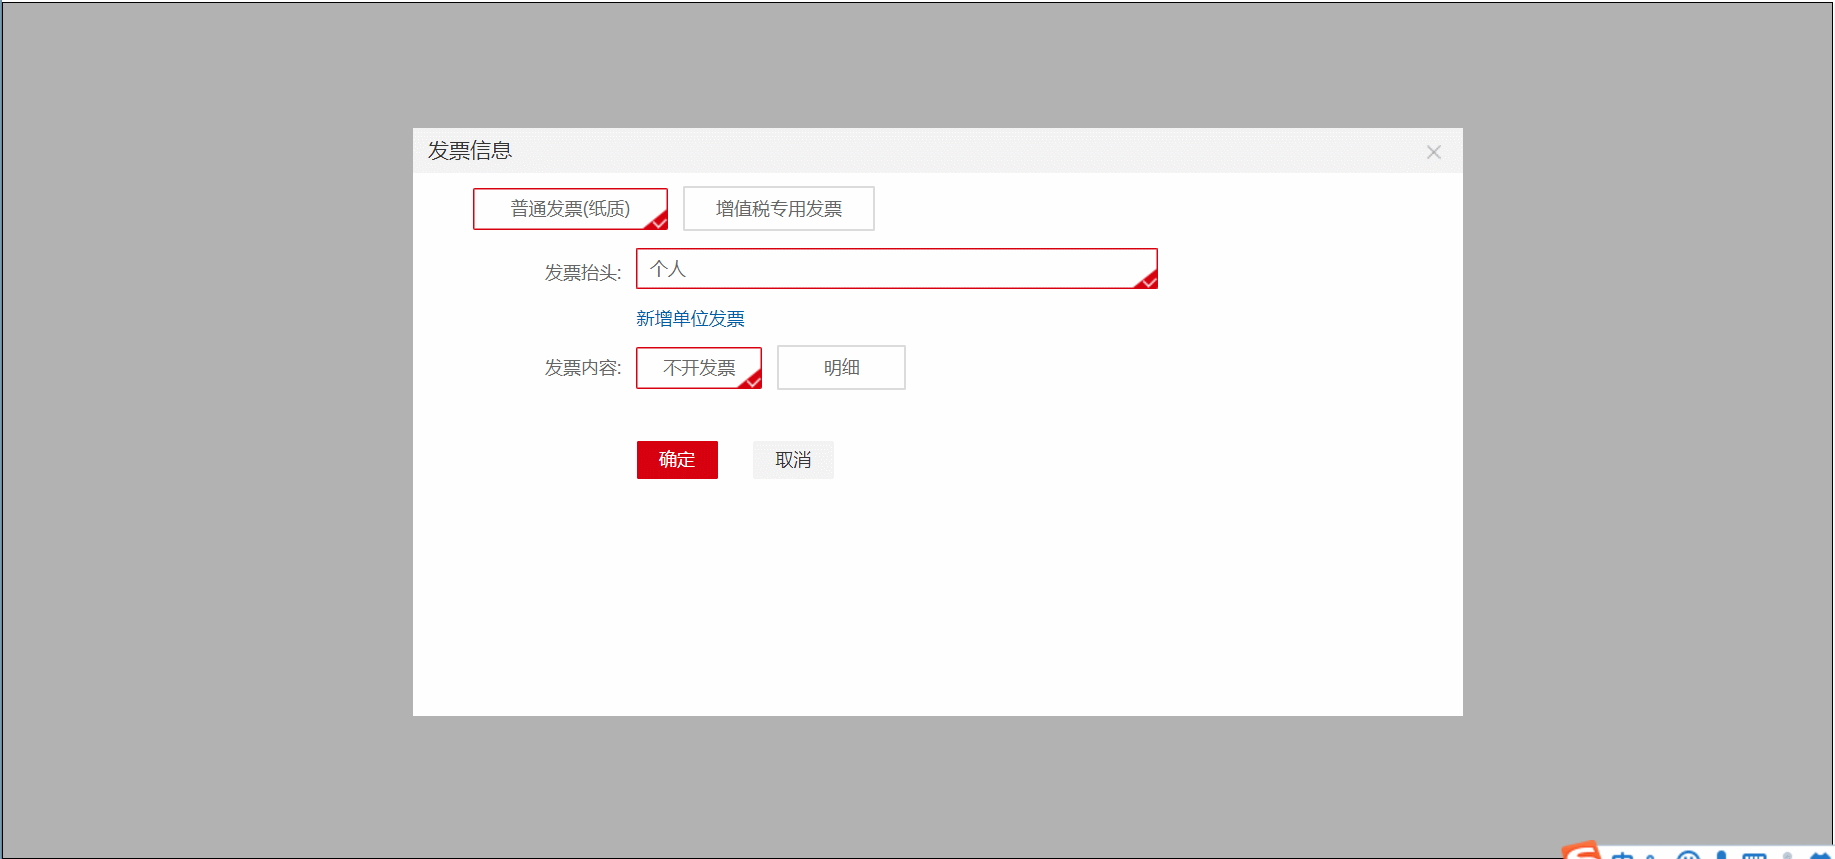 发票信息
普通发票(纸质) 增值税专用发票
发票抬头: 个人
新增单位发票
发票内容: 不开发票 明细
确定 取消